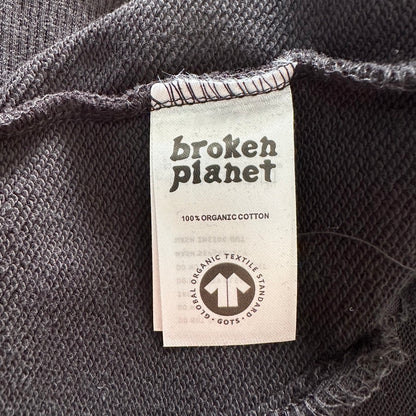 broken
planet
100% ORGANIC COTTON
GLOBAL ORGANIC TEXTILE STANDARD
· GOTS ·